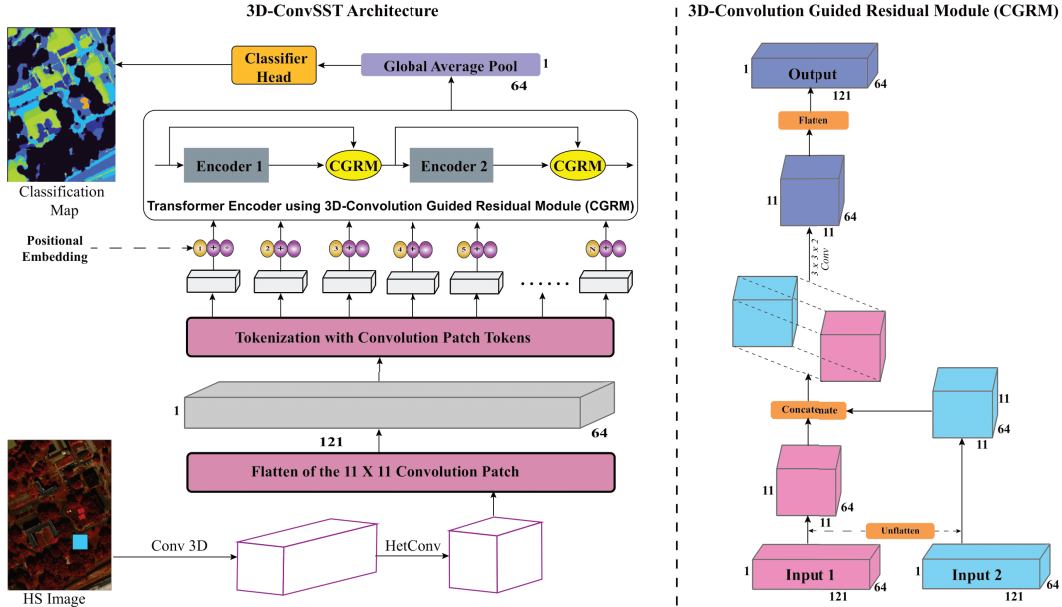 3D-ConvSST Architecture
Classifier
Head
Global Average Pool
1
64
Classification
Map
Encoder 1
CGRM
Encoder 2
CGRM
Transformer Encoder using 3D-Convolution Guided Residual Module (CGRM)
Positional
Embedding
1 + *
2 +
3 +
4 +
5 +
N +
......
Tokenization with Convolution Patch Tokens
1
121
64
Flatten of the 11 X 11 Convolution Patch
Conv 3D
HetConv
HS Image
3D-Convolution Guided Residual Module (CGRM)
1
Output
64
121
Flatten
11
64
11
3 x 3 x 2
Conv
Concatenate
11
64
11
11
64
11
Unflatten
1
Input 1
64
121
1
Input 2
64
121